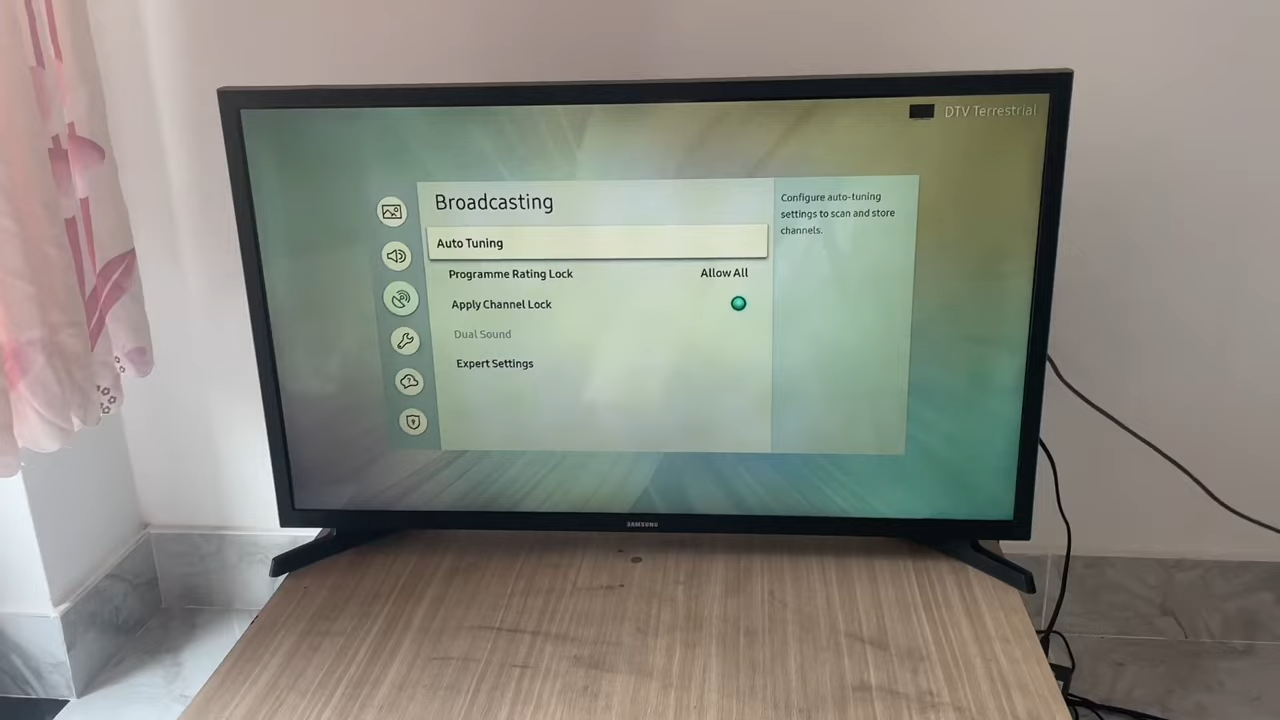 DTV Terrestrial
Broadcasting
Auto Tuning
Programme Rating Lock Allow All
Apply Channel Lock
Dual Sound
Expert Settings
Configure auto-tuning
settings to scan and store
channels.
SAMSUNG